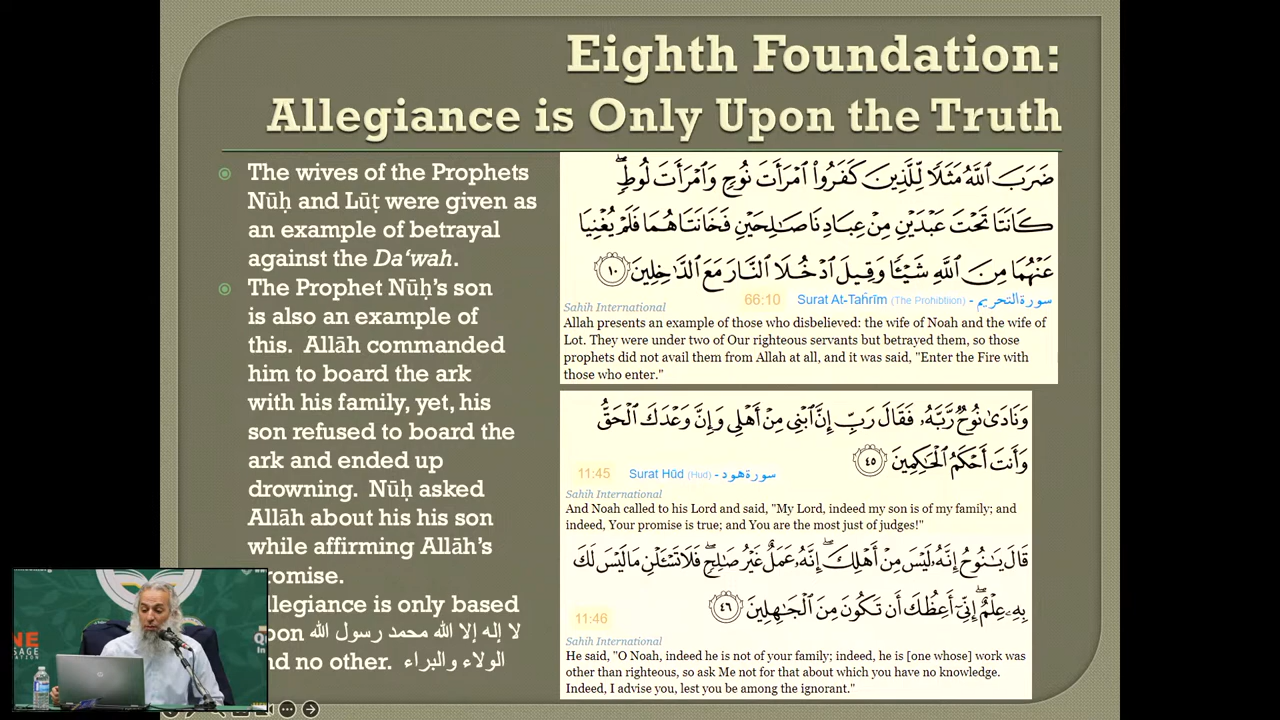 Eighth Foundation:
Allegiance is Only Upon the Truth
The wives of the Prophets
Nūḥ and Lūṭ were given as
an example of betrayal
against the Da‘wah.
The Prophet Nūḥ’s son
is also an example of
this. Allāh commanded
him to board the ark
with his family, yet, his
son refused to board the
ark and ended up
drowning. Nūḥ asked
Allāh about his his son
while affirming Allāh’s
romise.
llegiance is only based
pon لا إله إلا الله محمد رسول الله
nd no other. الولاء والبراء
ضَرَبَ ٱللَّهُ مَثَلًا لِّلَّذِينَ كَفَرُوا۟ ٱمْرَأَتَ نُوحٍ وَٱمْرَأَتَ لُوطٍ ۖ
كَانَتَا تَحْتَ عَبْدَيْنِ مِنْ عِبَادِنَا صَـٰلِحَيْنِ فَخَانَتَاهُمَا فَلَمْ يُغْنِيَا
عَنْهُمَا مِنَ ٱللَّهِ شَيْـًٔا وَقِيلَ ٱدْخُلَا ٱلنَّارَ مَعَ ٱلدَّٰخِلِينَ ١٠
66:10 Surat At-Taĥrīm (The Prohibtiion) - سورة التحريم
Sahih International
Allah presents an example of those who disbelieved: the wife of Noah and the wife of
Lot. They were under two of Our righteous servants but betrayed them, so those
prophets did not avail them from Allah at all, and it was said, "Enter the Fire with
those who enter."
وَنَادَىٰ نُوحٌ رَّبَّهُۥ فَقَالَ رَبِّ إِنَّ ٱبْنِى مِنْ أَهْلِى وَإِنَّ وَعْدَكَ ٱلْحَقُّ
وَأَنتَ أَحْكَمُ ٱلْحَـٰكِمِينَ ٤٥
11:45 Surat Hūd (Hud) - سورة هود
Sahih International
And Noah called to his Lord and said, "My Lord, indeed my son is of my family; and
indeed, Your promise is true; and You are the most just of judges!"
قَالَ يَـٰنُوحُ إِنَّهُۥ لَيْسَ مِنْ أَهْلِكَ ۖ إِنَّهُۥ عَمَلٌ غَيْرُ صَـٰلِحٍ ۖ فَلَا تَسْـَٔلْنِ مَا لَيْسَ لَكَ
بِهِۦ عِلْمٌ ۖ إِنِّىٓ أَعِظُكَ أَن تَكُونَ مِنَ ٱلْجَـٰهِلِينَ ٤٦
11:46
Sahih International
He said, "O Noah, indeed he is not of your family; indeed, he is [one whose] work was
other than righteous, so ask Me not for that about which you have no knowledge.
Indeed, I advise you, lest you be among the ignorant."